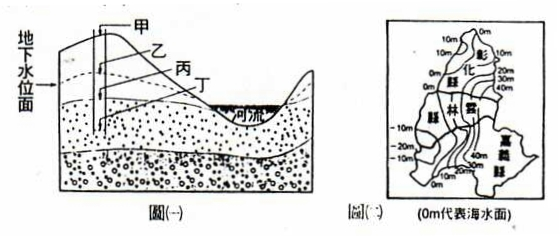 甲
乙
丙
丁
地下水位面
河流
圖(一)
0m
10m
10m
10m
彰
化
縣
20m
30m
40m
0m
0m
縣 林 雲
-10m
-20m
-10m
嘉義縣
40m
30m
20m
10m
0m
圖(二)
(0m代表海水面)